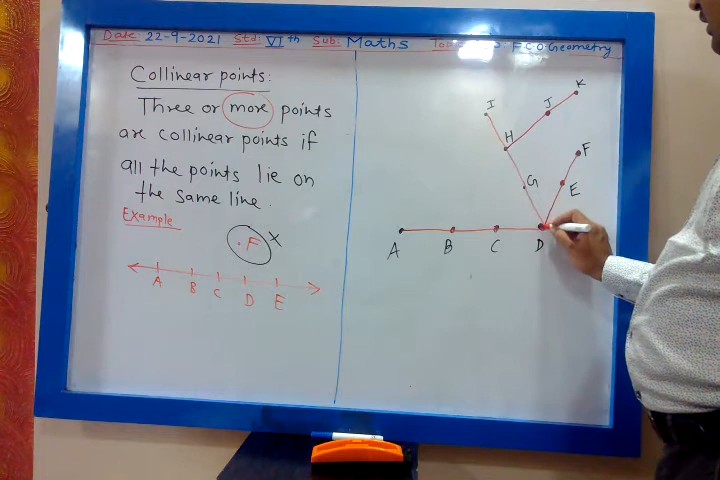 Date: 22-9-2021 Std: VIth Sub: Maths F C O Geometry
Collinear points:
Three or more points
are collinear points if
all the points lie on
the same line.
Example
. F X
A B C D E
I H J K
G F E
A B C D